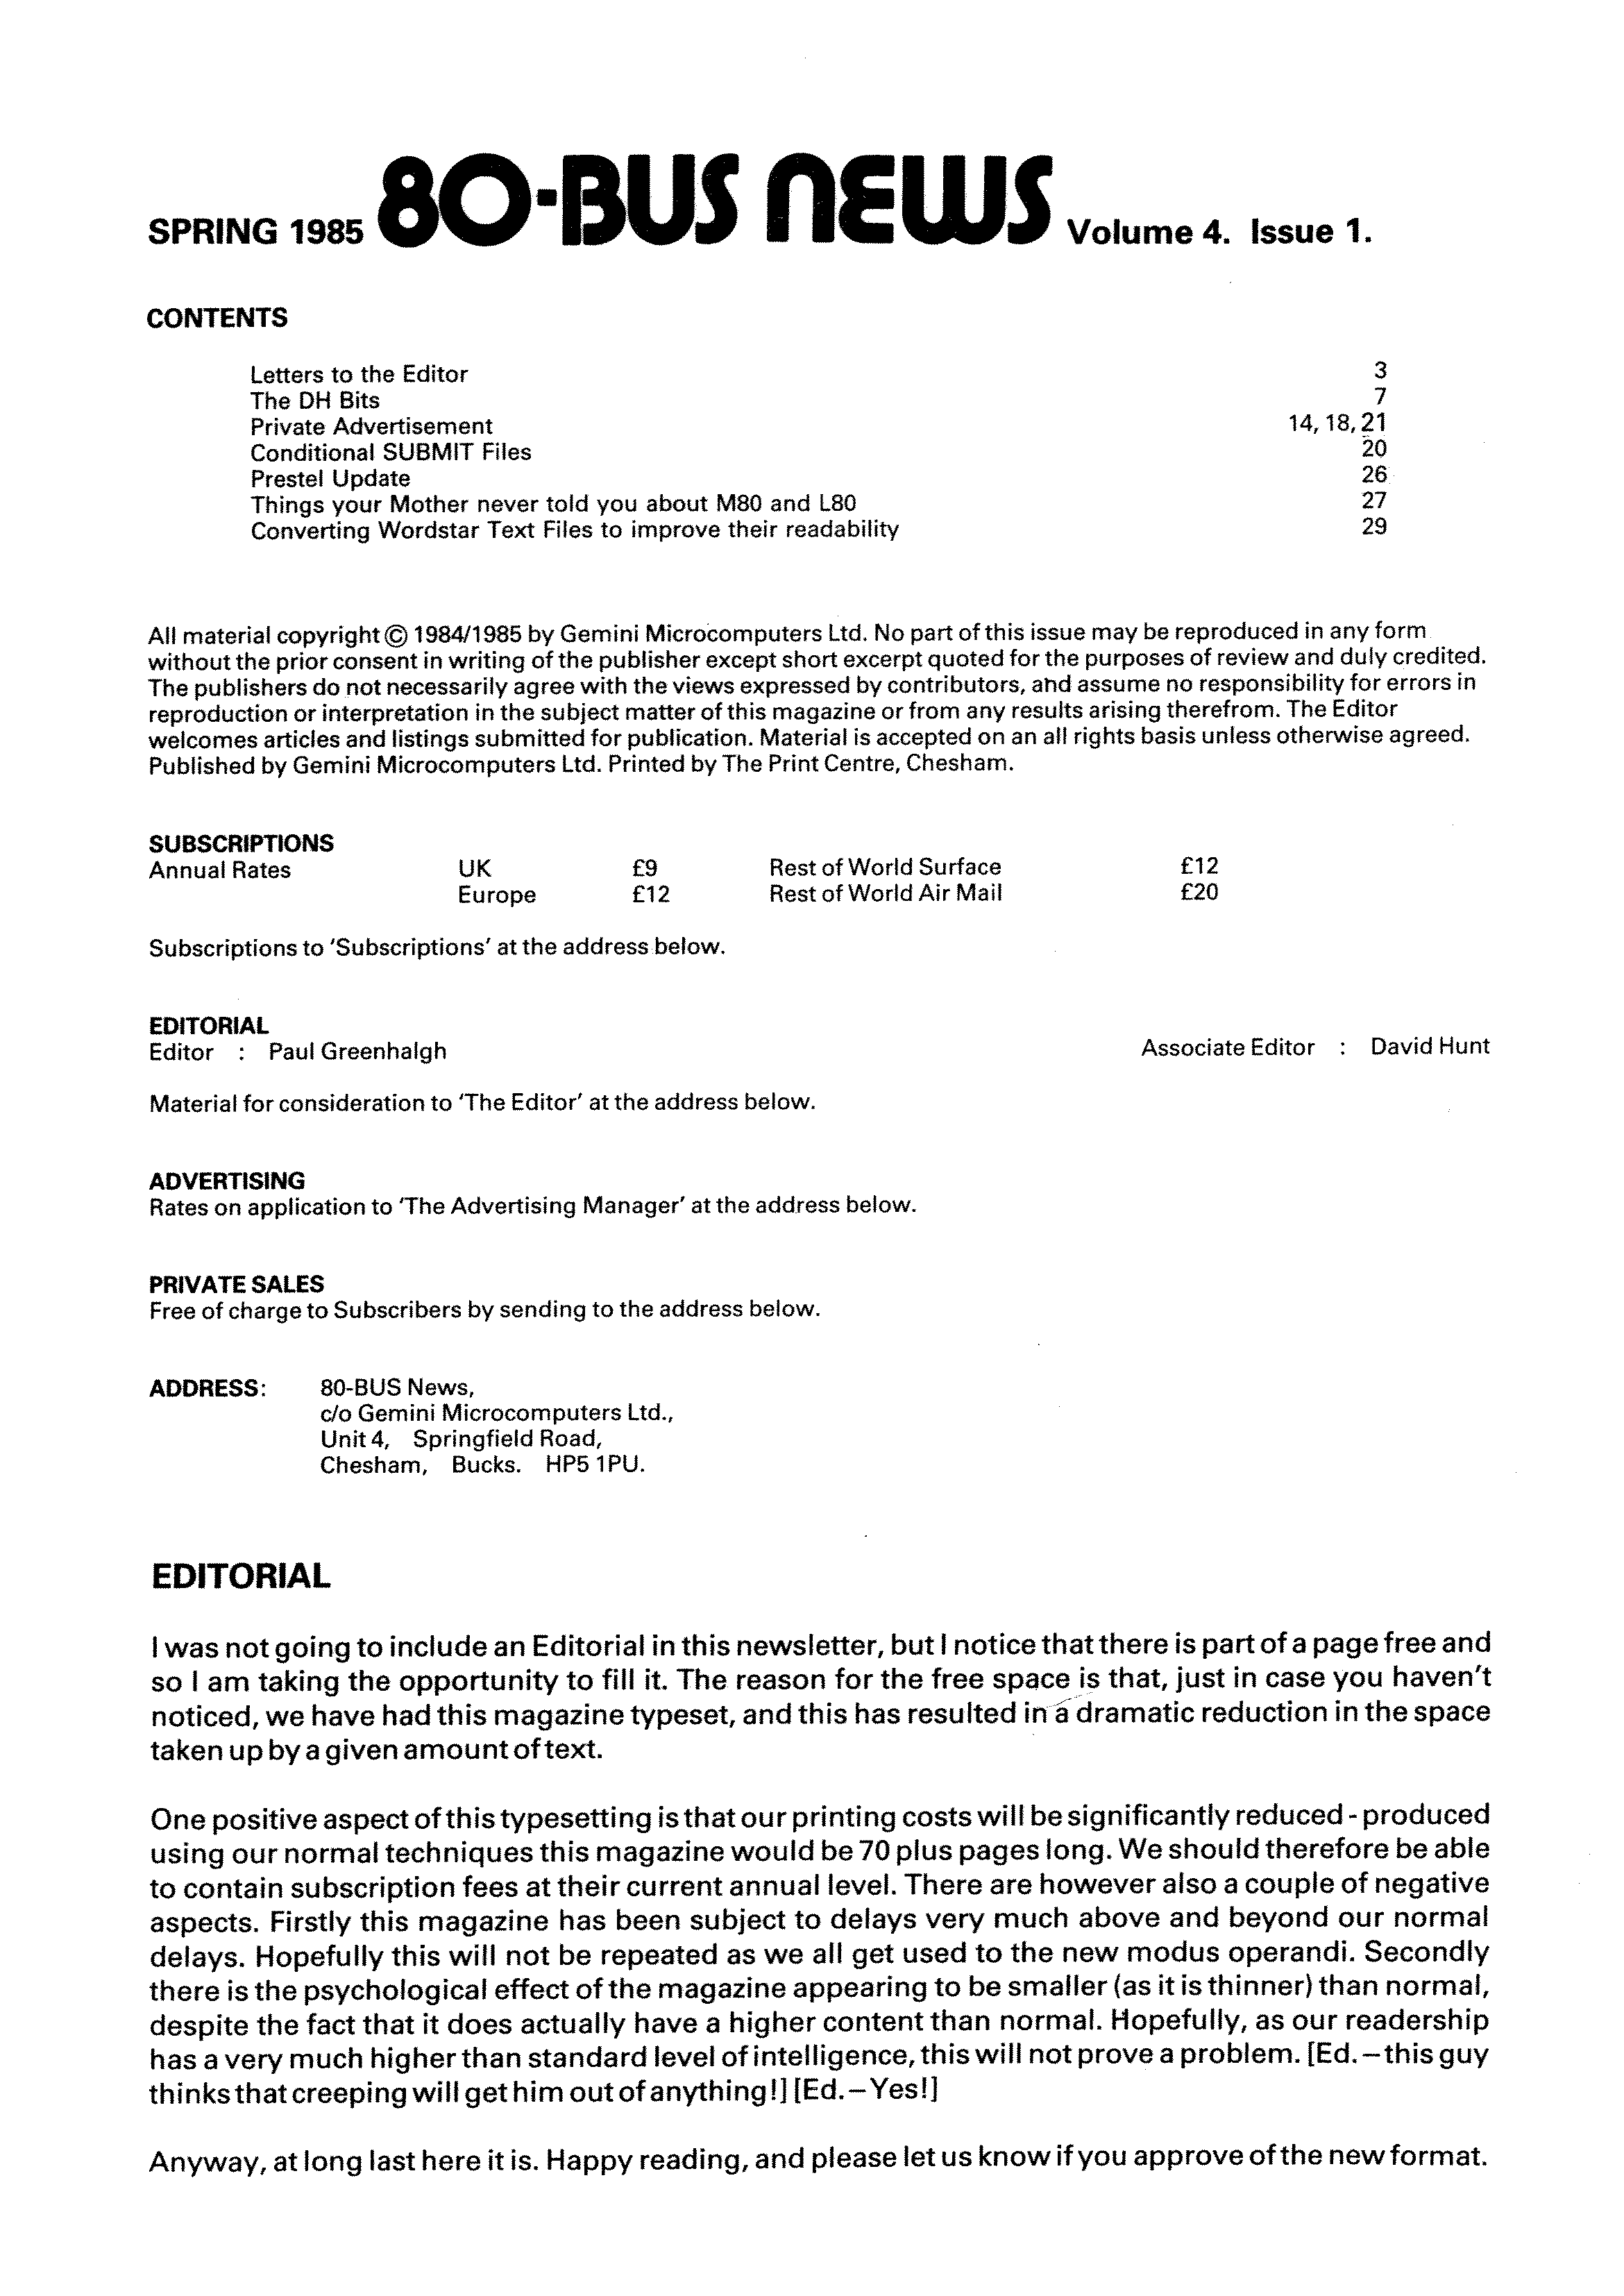 SPRING 1985 80-BUS NEWS Volume 4. Issue 1.
CONTENTS
Letters to the Editor 3
The DH Bits 7
Private Advertisement 14, 18, 21
Conditional SUBMIT Files 20
Prestel Update 26
Things your Mother never told you about M80 and L80 27
Converting Wordstar Text Files to improve their readability 29
All material copyright © 1984/1985 by Gemini Microcomputers Ltd. No part of this issue may be reproduced in any form
without the prior consent in writing of the publisher except short excerpt quoted for the purposes of review and duly credited.
The publishers do not necessarily agree with the views expressed by contributors, and assume no responsibility for errors in
reproduction or interpretation in the subject matter of this magazine or from any results arising therefrom. The Editor
welcomes articles and listings submitted for publication. Material is accepted on an all rights basis unless otherwise agreed.
Published by Gemini Microcomputers Ltd. Printed by The Print Centre, Chesham.
SUBSCRIPTIONS
Annual Rates UK £9 Rest of World Surface £12
Europe £12 Rest of World Air Mail £20
Subscriptions to 'Subscriptions' at the address below.
EDITORIAL
Editor : Paul Greenhalgh Associate Editor : David Hunt
Material for consideration to 'The Editor' at the address below.
ADVERTISING
Rates on application to 'The Advertising Manager' at the address below.
PRIVATE SALES
Free of charge to Subscribers by sending to the address below.
ADDRESS: 80-BUS News,
c/o Gemini Microcomputers Ltd.,
Unit 4, Springfield Road,
Chesham, Bucks. HP5 1PU.
EDITORIAL
I was not going to include an Editorial in this newsletter, but I notice that there is part of a page free and
so I am taking the opportunity to fill it. The reason for the free space is that, just in case you haven't
noticed, we have had this magazine typeset, and this has resulted in a dramatic reduction in the space
taken up by a given amount of text.
One positive aspect of this typesetting is that our printing costs will be significantly reduced - produced
using our normal techniques this magazine would be 70 plus pages long. We should therefore be able
to contain subscription fees at their current annual level. There are however also a couple of negative
aspects. Firstly this magazine has been subject to delays very much above and beyond our normal
delays. Hopefully this will not be repeated as we all get used to the new modus operandi. Secondly
there is the psychological effect of the magazine appearing to be smaller (as it is thinner) than normal,
despite the fact that it does actually have a higher content than normal. Hopefully, as our readership
has a very much higher than standard level of intelligence, this will not prove a problem. [Ed. – this guy
thinks that creeping will get him out of anything!] [Ed. – Yes!]
Anyway, at long last here it is. Happy reading, and please let us know if you approve of the new format.